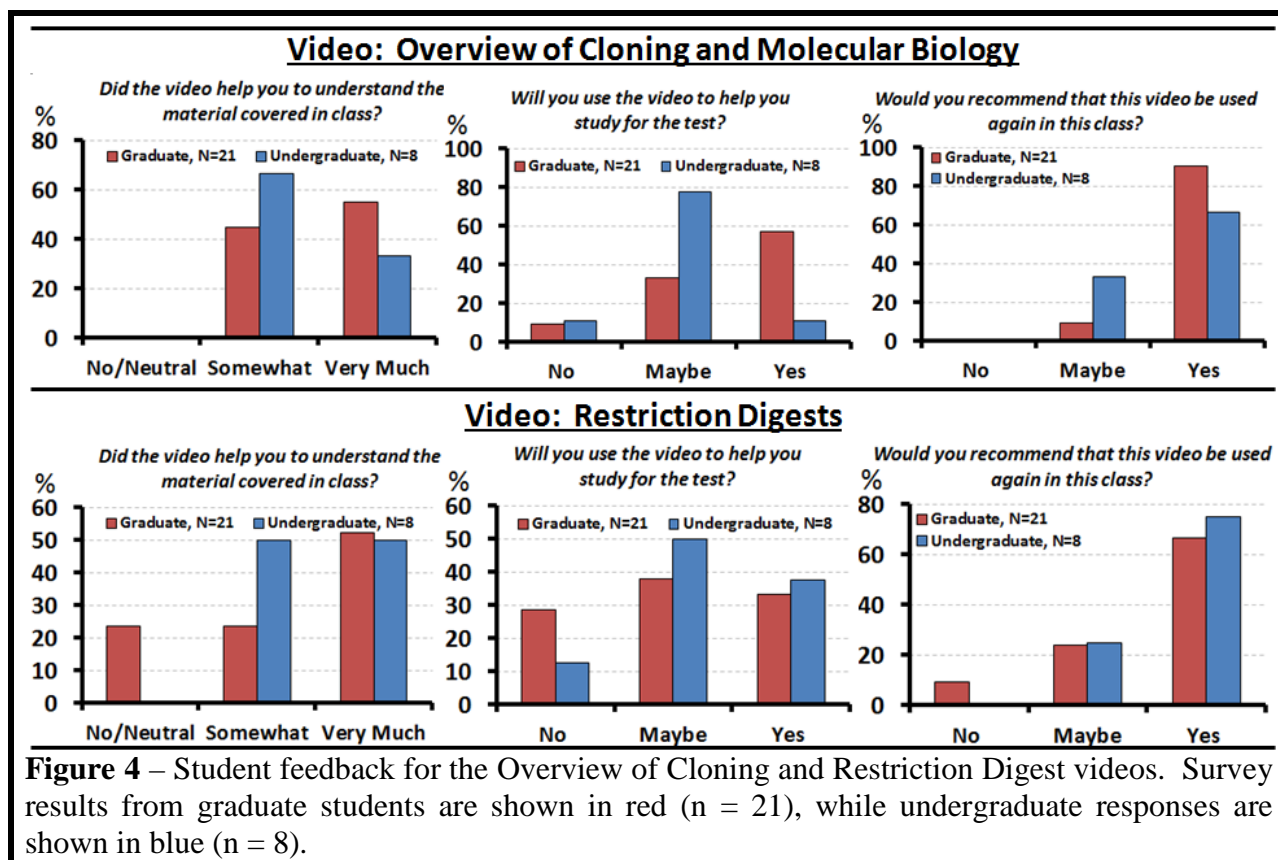 Video: Overview of Cloning and Molecular Biology
Did the video help you to understand the
material covered in class?
%
80
60
40
20
0
Graduate, N=21 Undergraduate, N=8
No/Neutral Somewhat Very Much
Will you use the video to help you
study for the test?
%
100
80
60
40
20
0
Graduate, N=21 Undergraduate, N=8
No Maybe Yes
Would you recommend that this video be used
again in this class?
%
100
80
60
40
20
0
Graduate, N=21
Undergraduate, N=8
No Maybe Yes
Video: Restriction Digests
Did the video help you to understand the
material covered in class?
%
60
50
40
30
20
10
0
Graduate, N=21 Undergraduate, N=8
No/Neutral Somewhat Very Much
Will you use the video to help you
study for the test?
%
60
50
40
30
20
10
0
Graduate, N=21 Undergraduate, N=8
No Maybe Yes
Would you recommend that this video be used
again in this class?
%
80
60
40
20
0
Graduate, N=21
Undergraduate, N=8
No Maybe Yes
Figure 4 – Student feedback for the Overview of Cloning and Restriction Digest videos. Survey
results from graduate students are shown in red (n = 21), while undergraduate responses are
shown in blue (n = 8).